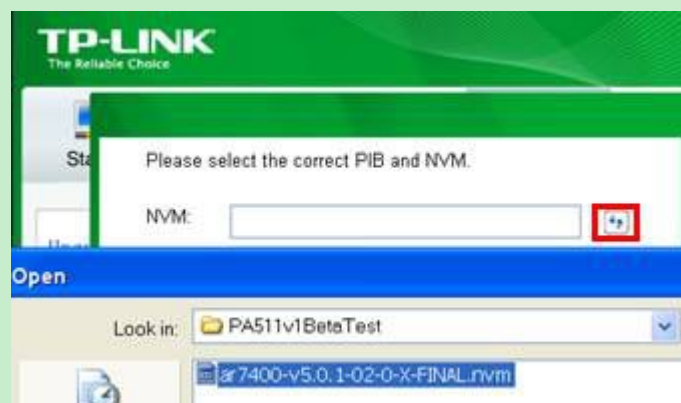 TP-LINK
The Reliable Choice
Sta
Please select the correct PIB and NVM.
NVM:
Open
Look in: PA511v1BetaTest
ar7400-v5.0.1-02-0-X-FINAL.nvm